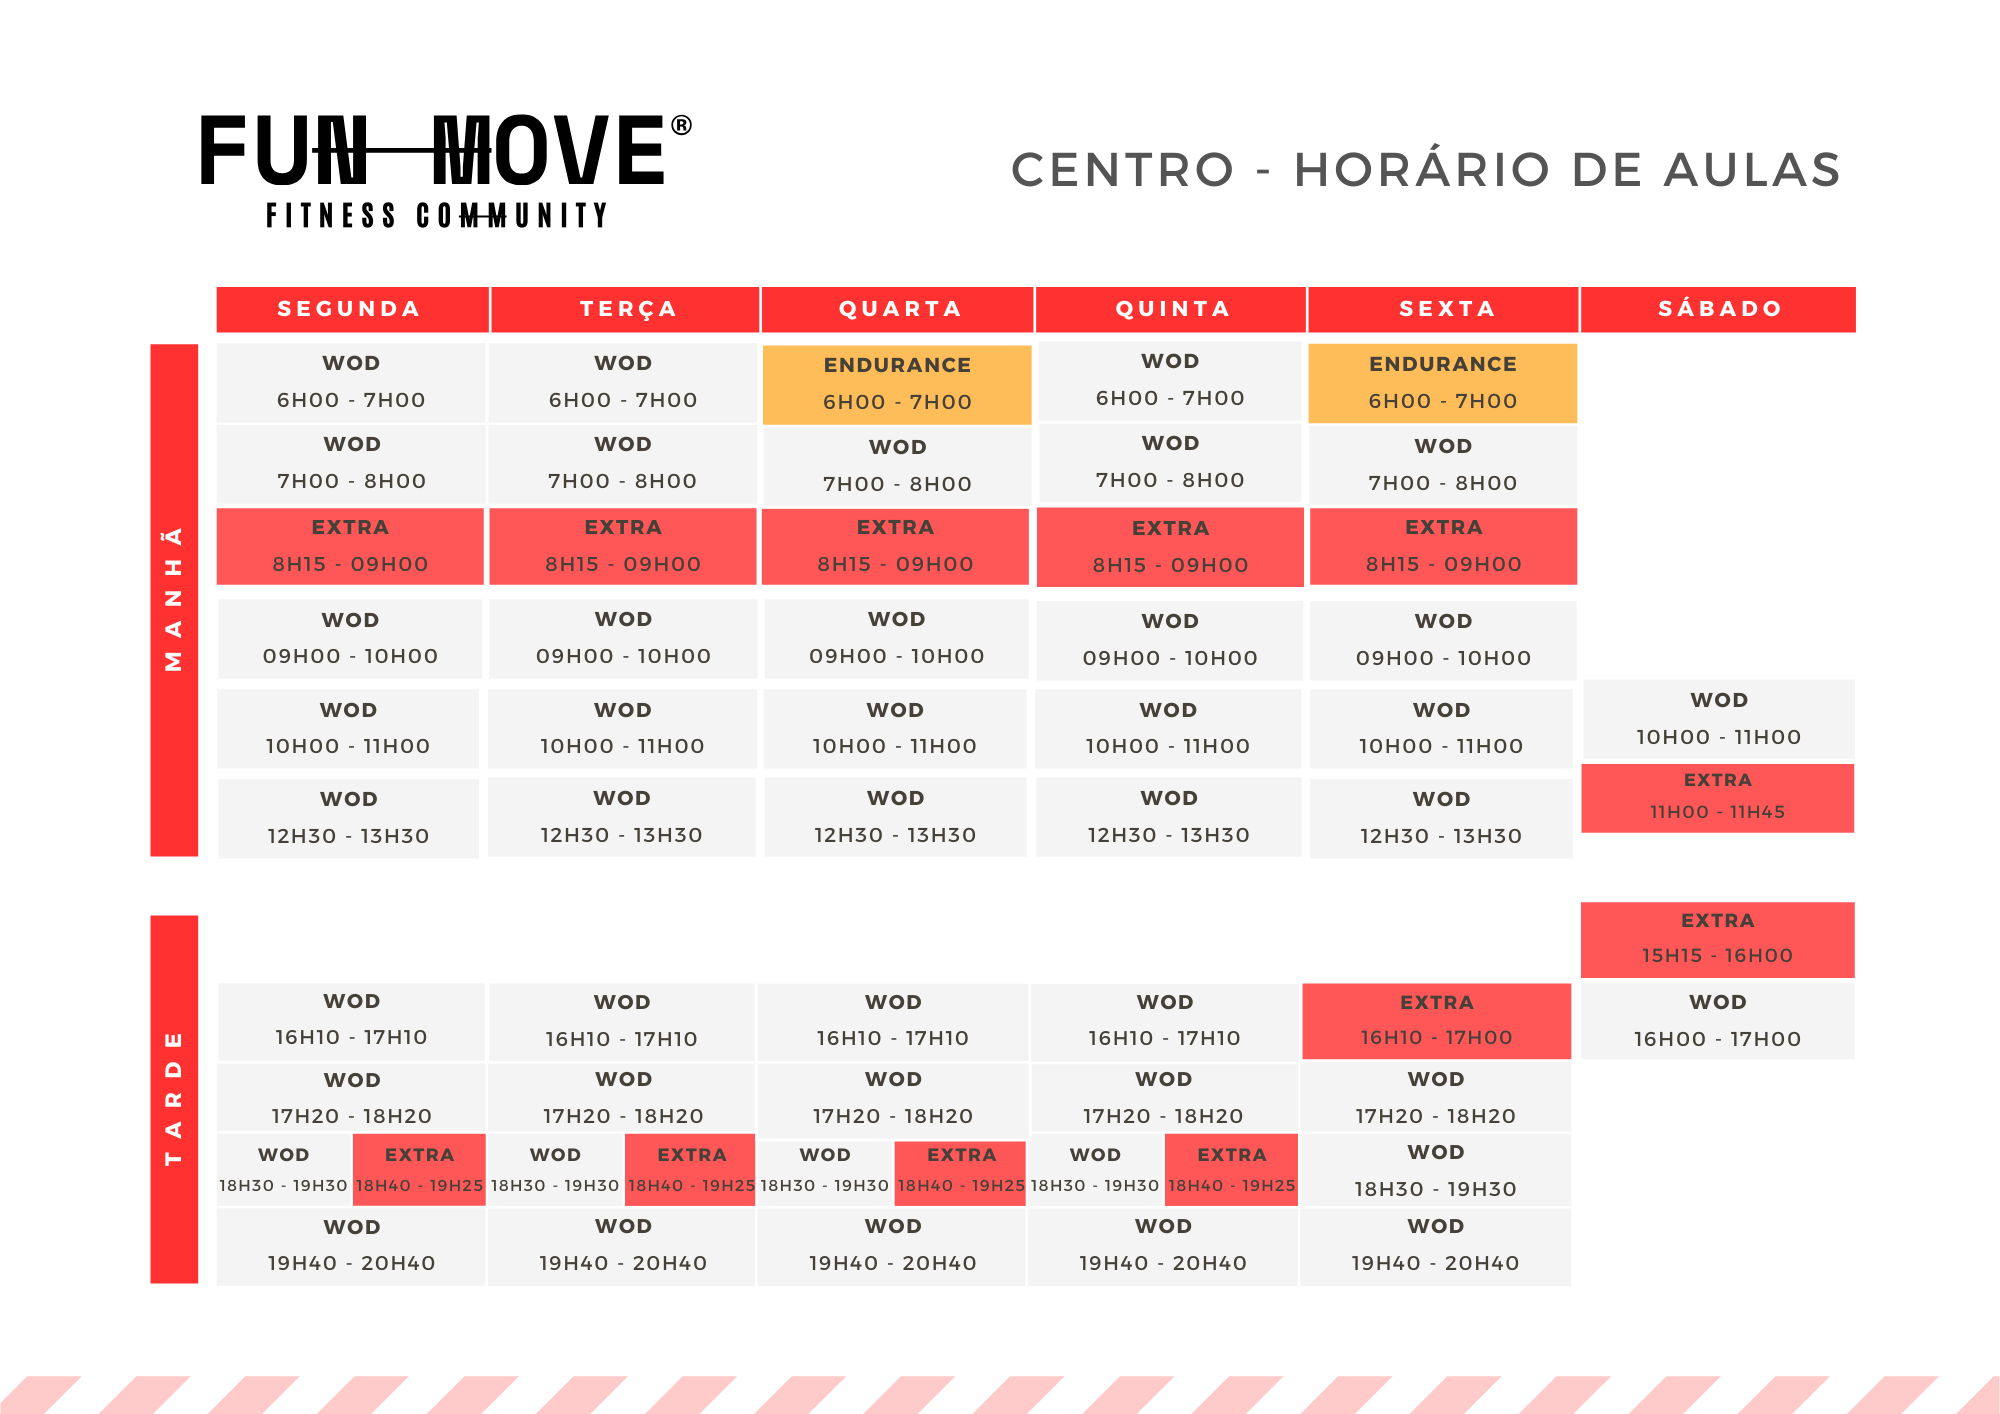 FUN MOVE®
FITNESS COMMUNITY
CENTRO - HORÁRIO DE AULAS
SEGUNDA TERÇA QUARTA QUINTA SEXTA SÁBADO
MANHÃ
WOD WOD ENDURANCE WOD ENDURANCE
6H00 - 7H00 6H00 - 7H00 6H00 - 7H00 6H00 - 7H00 6H00 - 7H00
WOD WOD WOD WOD WOD
7H00 - 8H00 7H00 - 8H00 7H00 - 8H00 7H00 - 8H00 7H00 - 8H00
EXTRA EXTRA EXTRA EXTRA EXTRA
8H15 - 09H00 8H15 - 09H00 8H15 - 09H00 8H15 - 09H00 8H15 - 09H00
WOD WOD WOD WOD WOD
09H00 - 10H00 09H00 - 10H00 09H00 - 10H00 09H00 - 10H00 09H00 - 10H00
WOD WOD WOD WOD WOD WOD
10H00 - 11H00 10H00 - 11H00 10H00 - 11H00 10H00 - 11H00 10H00 - 11H00 10H00 - 11H00
WOD WOD WOD WOD WOD EXTRA
12H30 - 13H30 12H30 - 13H30 12H30 - 13H30 12H30 - 13H30 12H30 - 13H30 11H00 - 11H45
TARDE
EXTRA
15H15 - 16H00
WOD WOD WOD WOD EXTRA WOD
16H10 - 17H10 16H10 - 17H10 16H10 - 17H10 16H10 - 17H10 16H10 - 17H00 16H00 - 17H00
WOD WOD WOD WOD WOD
17H20 - 18H20 17H20 - 18H20 17H20 - 18H20 17H20 - 18H20 17H20 - 18H20
WOD EXTRA WOD EXTRA WOD EXTRA WOD EXTRA WOD
18H30 - 19H30 18H40 - 19H25 18H30 - 19H30 18H40 - 19H25 18H30 - 19H30 18H40 - 19H25 18H30 - 19H30 18H40 - 19H25 18H30 - 19H30
WOD WOD WOD WOD WOD
19H40 - 20H40 19H40 - 20H40 19H40 - 20H40 19H40 - 20H40 19H40 - 20H40